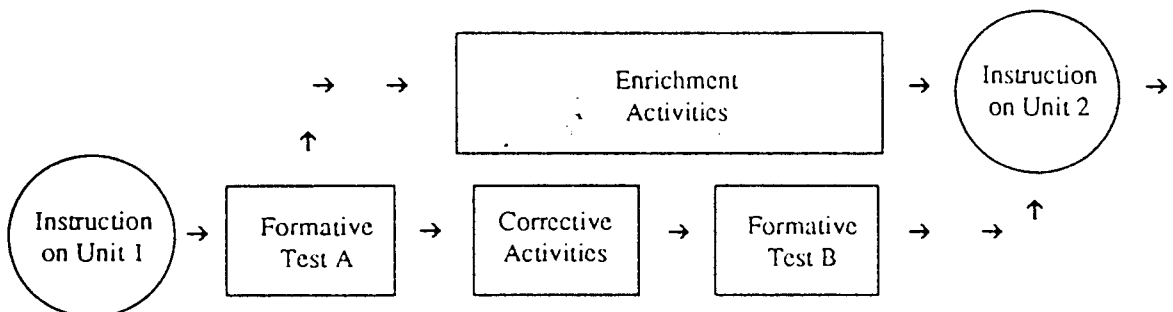 Enrichment
Activities
Instruction
on Unit 2
Instruction
on Unit 1
Formative
Test A
Corrective
Activities
Formative
Test B